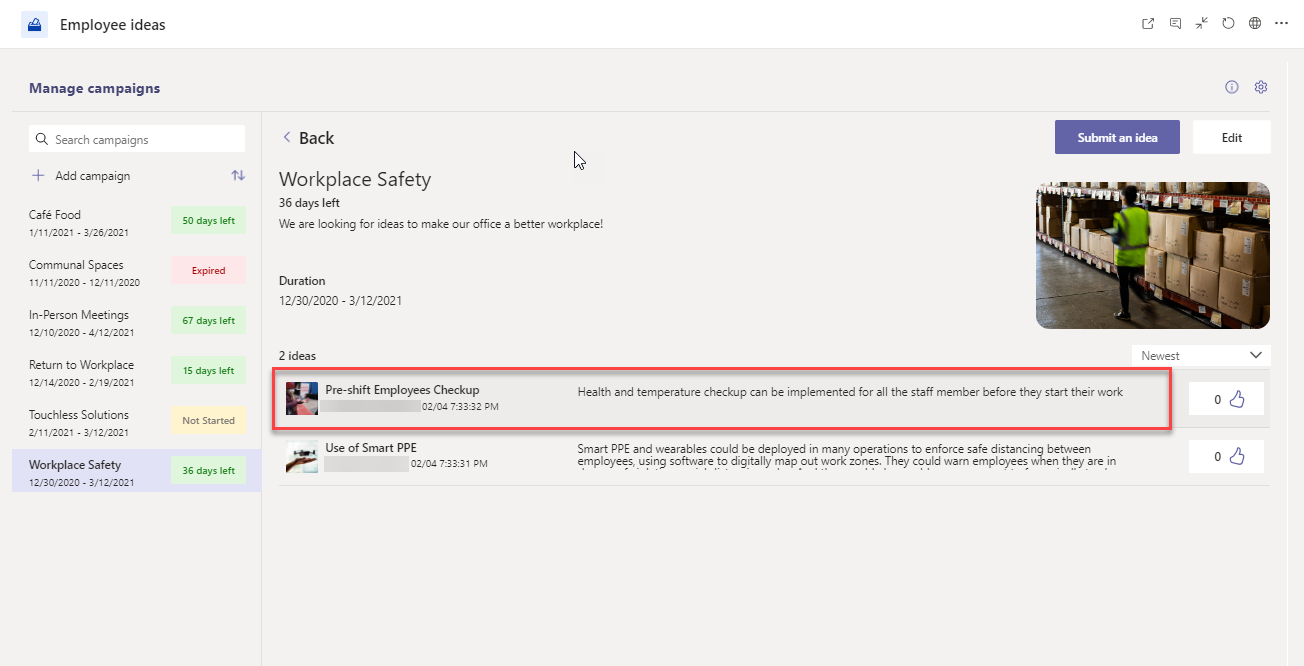 Employee ideas
Manage campaigns
Search campaigns
Add campaign
Café Food
1/11/2021 - 3/26/2021
50 days left
Communal Spaces
11/11/2020 - 12/11/2020
Expired
In-Person Meetings
12/10/2020 - 4/12/2021
67 days left
Return to Workplace
12/14/2020 - 2/19/2021
15 days left
Touchless Solutions
2/11/2021 - 3/12/2021
Not Started
Workplace Safety
12/30/2020 - 3/12/2021
36 days left
Back
Submit an idea
Edit
Workplace Safety
36 days left
We are looking for ideas to make our office a better workplace!
Duration
12/30/2020 - 3/12/2021
2 ideas
Newest
Pre-shift Employees Checkup
02/04 7:33:32 PM
Health and temperature checkup can be implemented for all the staff member before they start their work
0
Use of Smart PPE
02/04 7:33:31 PM
Smart PPE and wearables could be deployed in many operations to enforce safe distancing between
employees, using software to digitally map out work zones. They could warn employees when they are in
0